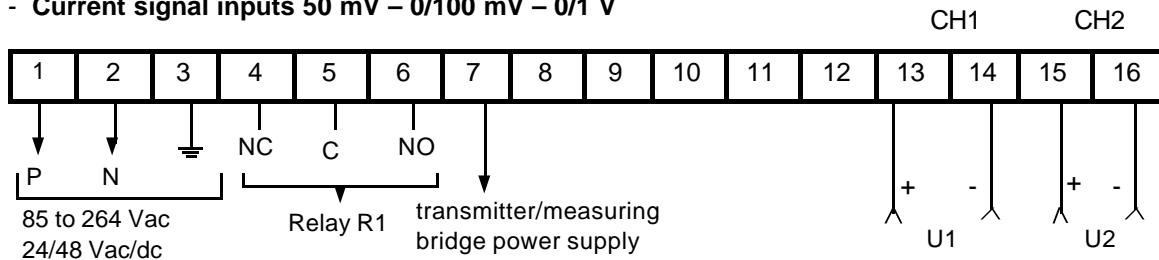 - Current signal inputs 50 mV – 0/100 mV – 0/1 V
CH1 CH2
1 2 3 4 5 6 7 8 9 10 11 12 13 14 15 16
NC C NO
P N
+ - + -
85 to 264 Vac
24/48 Vac/dc
Relay R1
transmitter/measuring
bridge power supply
U1 U2